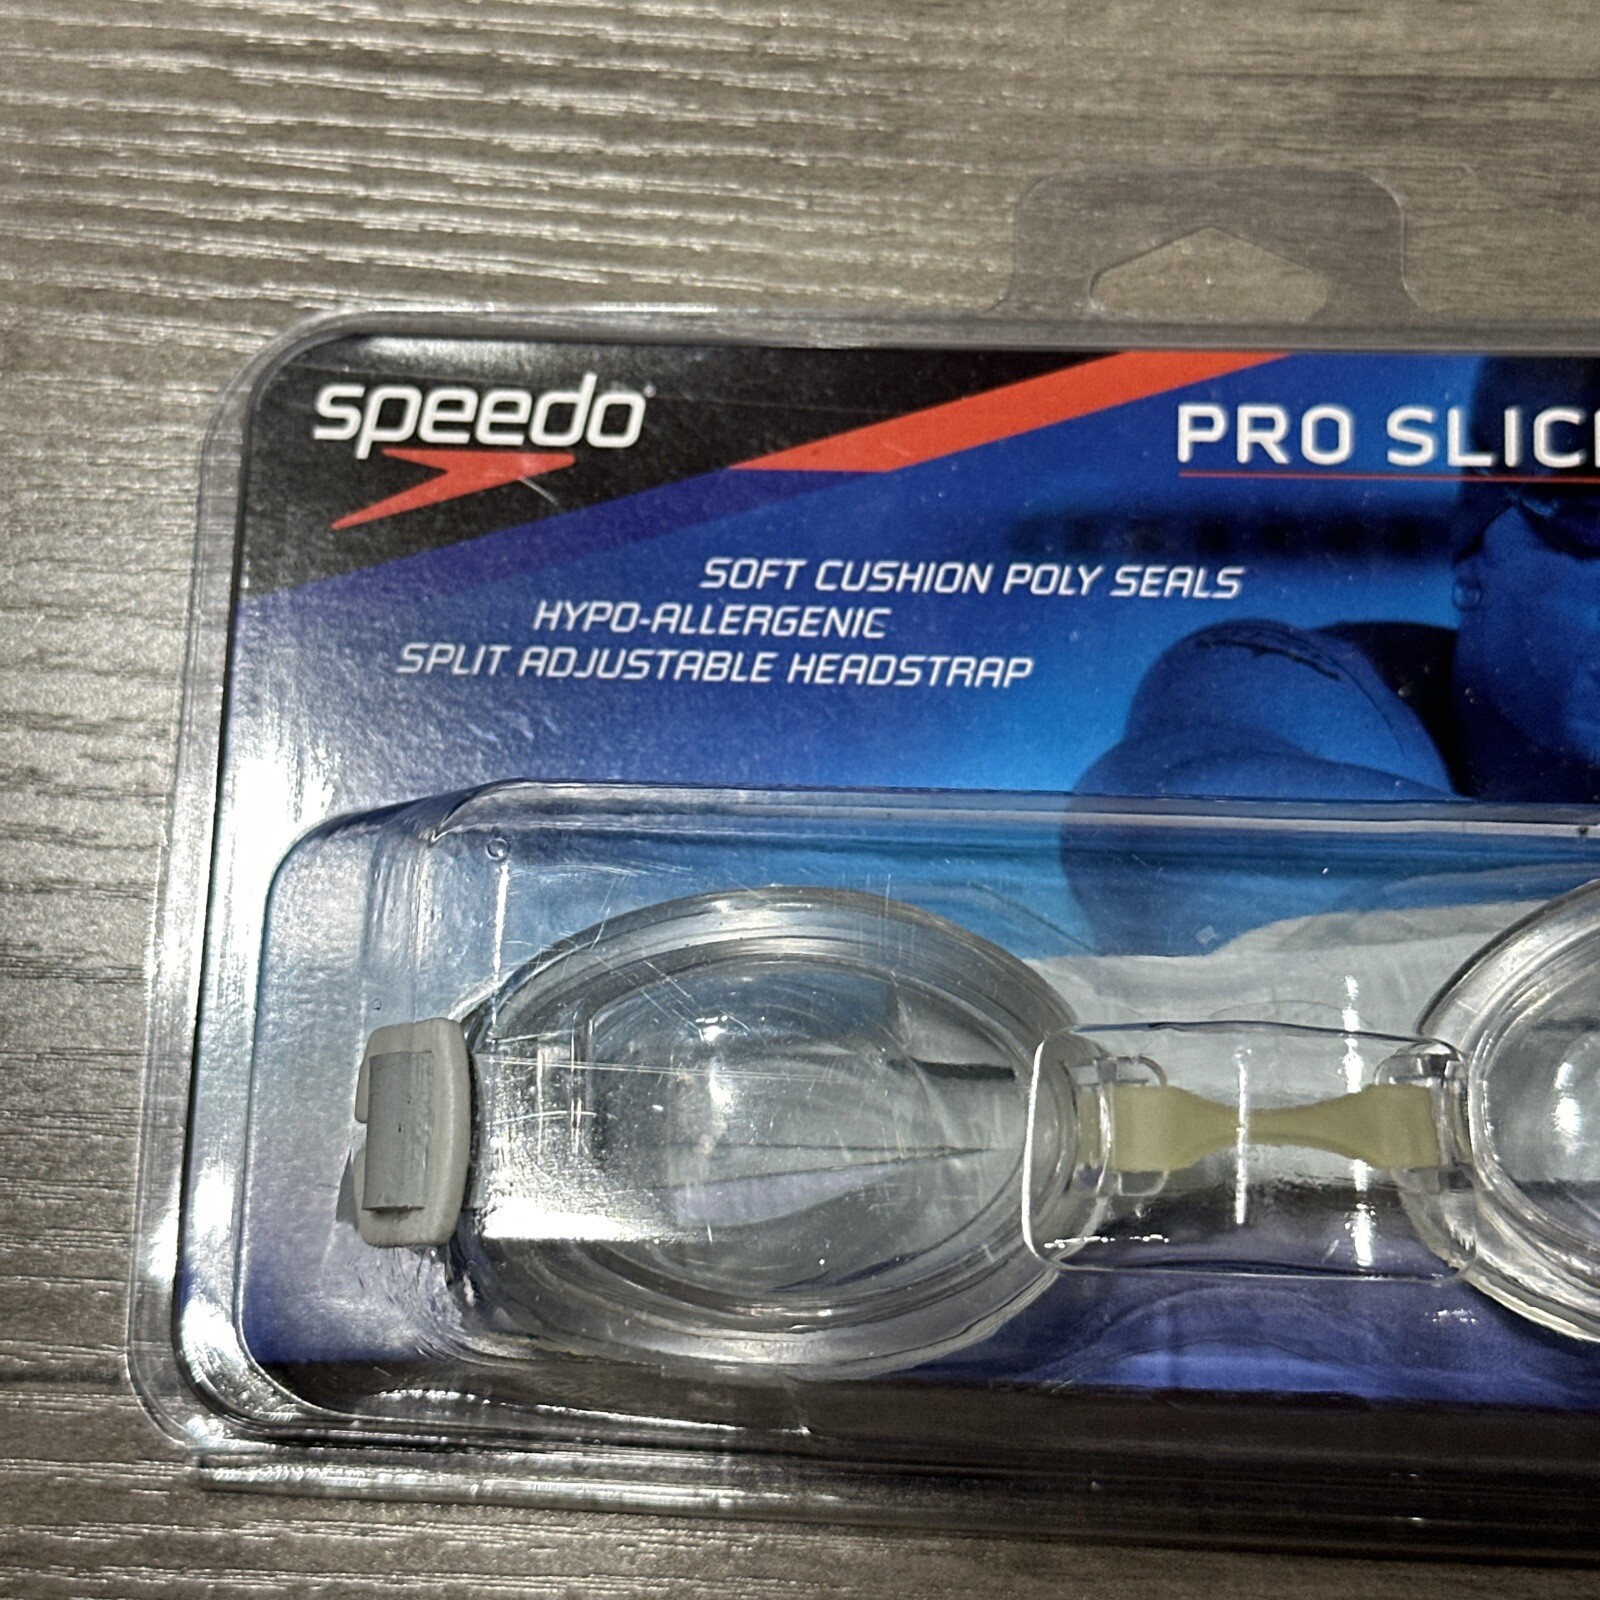 speedo
PRO SLIC
SOFT CUSHION POLY SEALS
HYPO-ALLERGENIC
SPLIT ADJUSTABLE HEADSTRAP